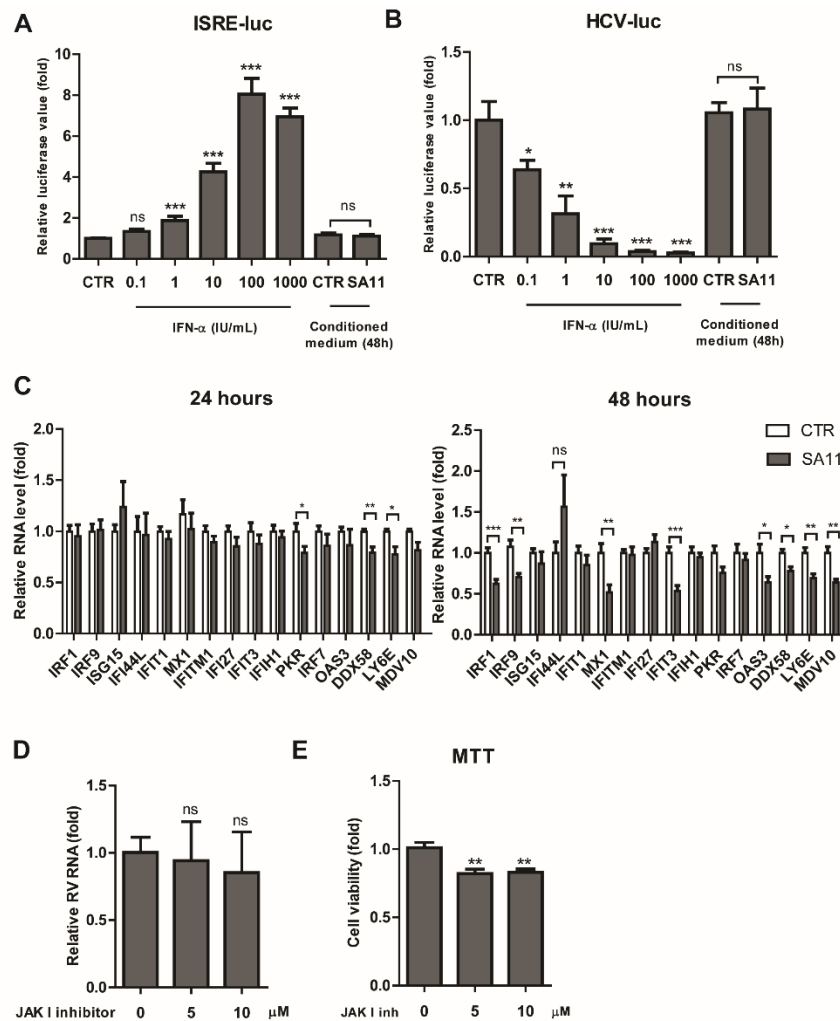 A
ISRE-luc
Relative luciferase value (fold)
10
8
6
4
2
0
ns
***
***
***
***
ns
CTR 0.1 1 10 100 1000 CTR SA11
IFN-α (IU/mL)
Conditioned
medium (48h)
B
HCV-luc
Relative luciferase value (fold)
1.5
1.0
0.5
0.0
*
**
***
***
***
ns
CTR 0.1 1 10 100 1000 CTR SA11
IFN-α (IU/mL)
Conditioned
medium (48h)
C
24 hours
Relative RNA level (fold)
2.0
1.5
1.0
0.5
0.0
*
**
*
IRF1
IRF9
ISG15
IFI44L
IFIT1
MX1
IFITM1
IFI27
IFIT3
IFIH1
PKR
IRF7
OAS3
DDX58
LY6E
MDV10
48 hours
Relative RNA level (fold)
2.5
2.0
1.5
1.0
0.5
0.0
***
**
ns
**
***
*
*
**
**
CTR
SA11
IRF1
IRF9
ISG15
IFI44L
IFIT1
MX1
IFITM1
IFI27
IFIT3
IFIH1
PKR
IRF7
OAS3
DDX58
LY6E
MDV10
D
Relative RV RNA (fold)
1.5
1.0
0.5
0.0
ns
ns
JAK I inhibitor 0 5 10 μM
E
MTT
Cell viability (fold)
1.5
1.0
0.5
0.0
**
**
JAK I inh 0 5 10 μM